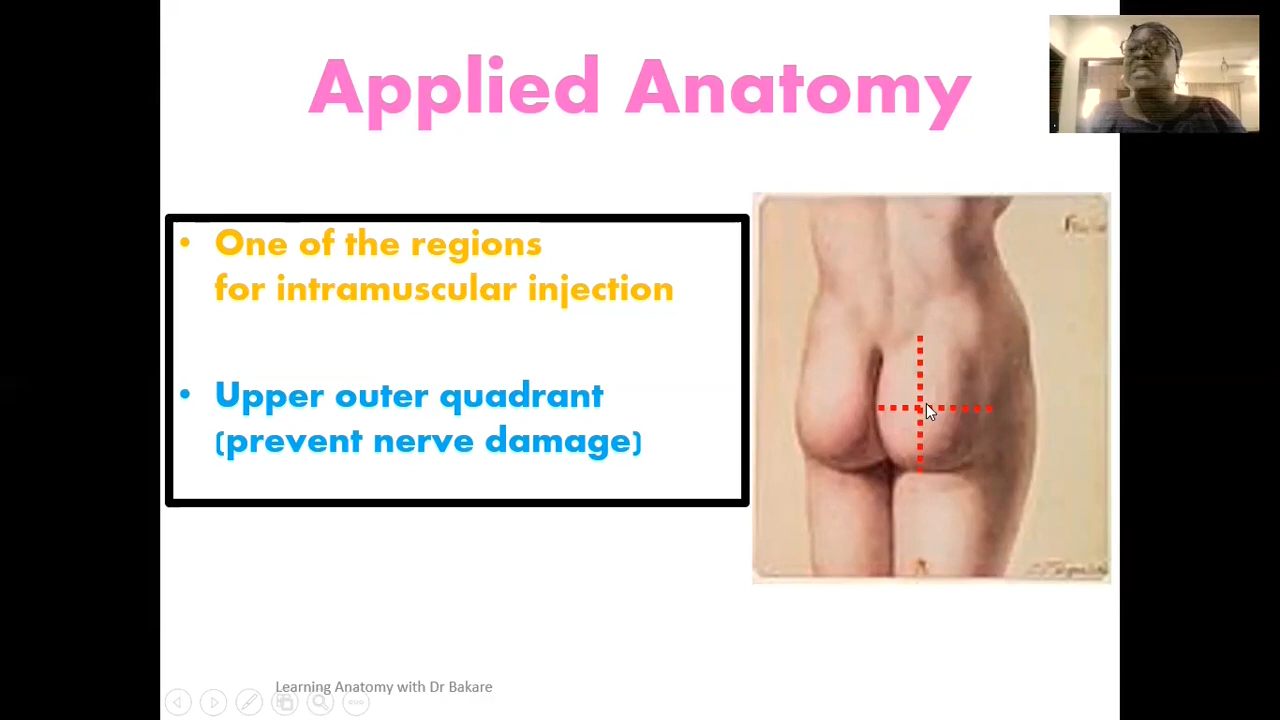 Applied Anatomy
• One of the regions
for intramuscular injection
• Upper outer quadrant
(prevent nerve damage)
Learning Anatomy with Dr Bakare